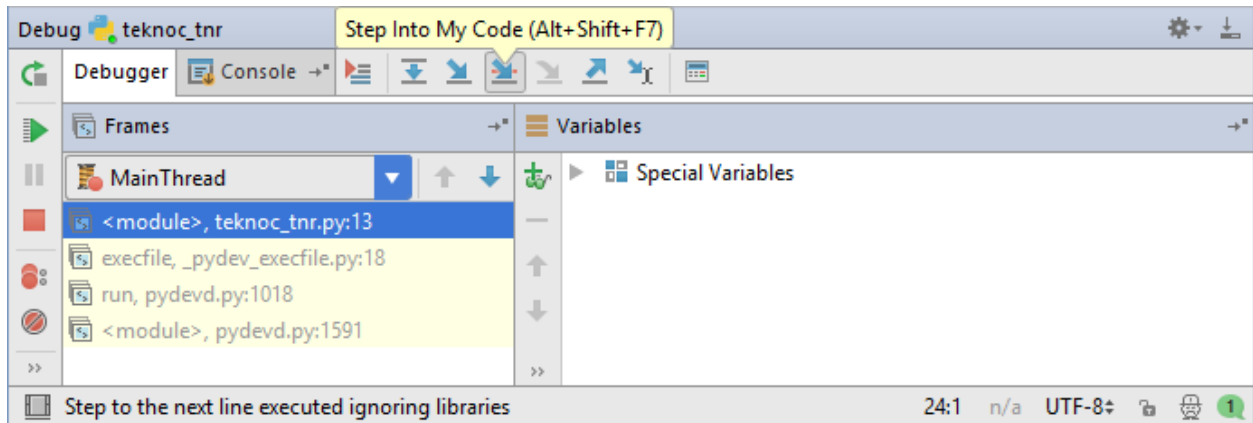 Debug teknoc_tnr
Step Into My Code (Alt+Shift+F7)
Debugger Console
Frames
Variables
MainThread
Special Variables
<module>, teknoc_tnr.py:13
execfile, _pydev_execfile.py:18
run, pydevd.py:1018
<module>, pydevd.py:1591
Step to the next line executed ignoring libraries 24:1 n/a UTF-8 1